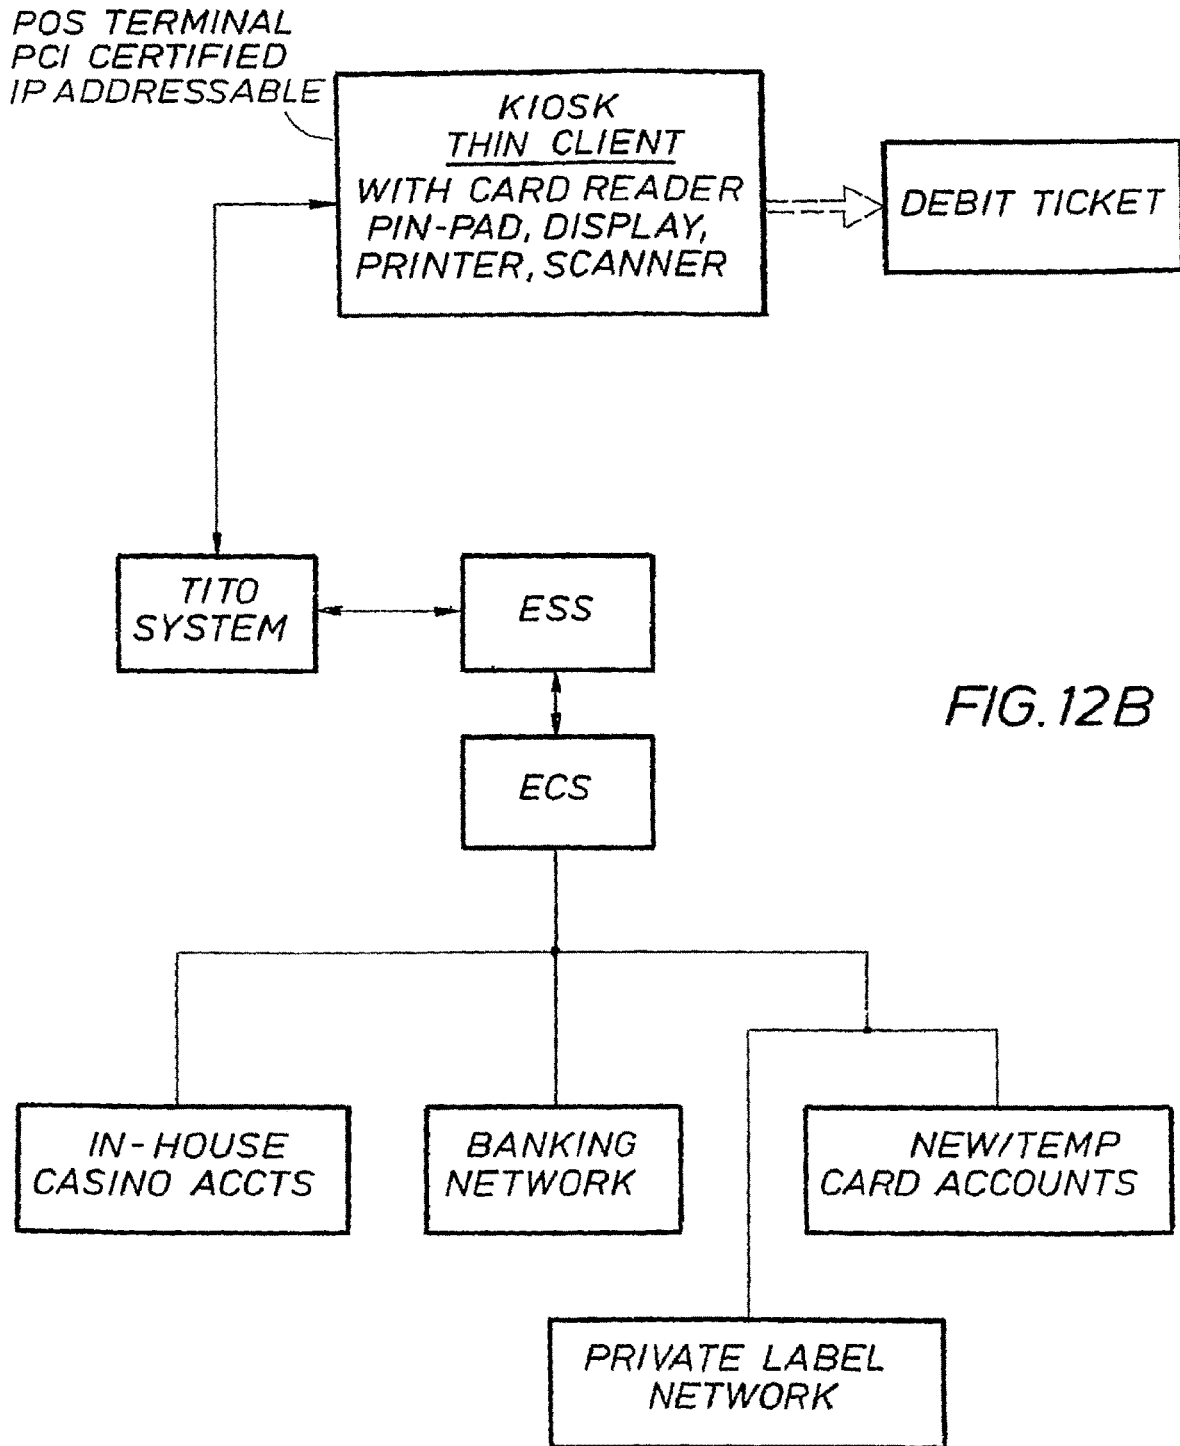 POS TERMINAL
PCI CERTIFIED
IP ADDRESSABLE
KIOSK
THIN CLIENT
WITH CARD READER
PIN-PAD, DISPLAY,
PRINTER, SCANNER
DEBIT TICKET
TITO
SYSTEM
ESS
FIG. 12B
ECS
IN-HOUSE
CASINO ACCTS
BANKING
NETWORK
NEW/TEMP
CARD ACCOUNTS
PRIVATE LABEL
NETWORK